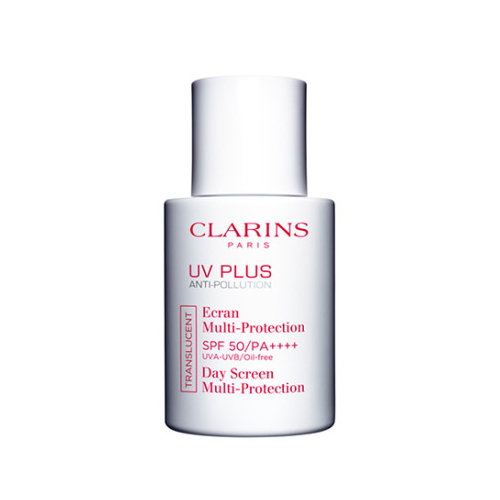 CLARINS
PARIS
UV PLUS
ANTI-POLLUTION
TRANSLUCENT
Ecran
Multi-Protection
SPF 50/PA++++
UVA-UVB/Oil-free
Day Screen
Multi-Protection